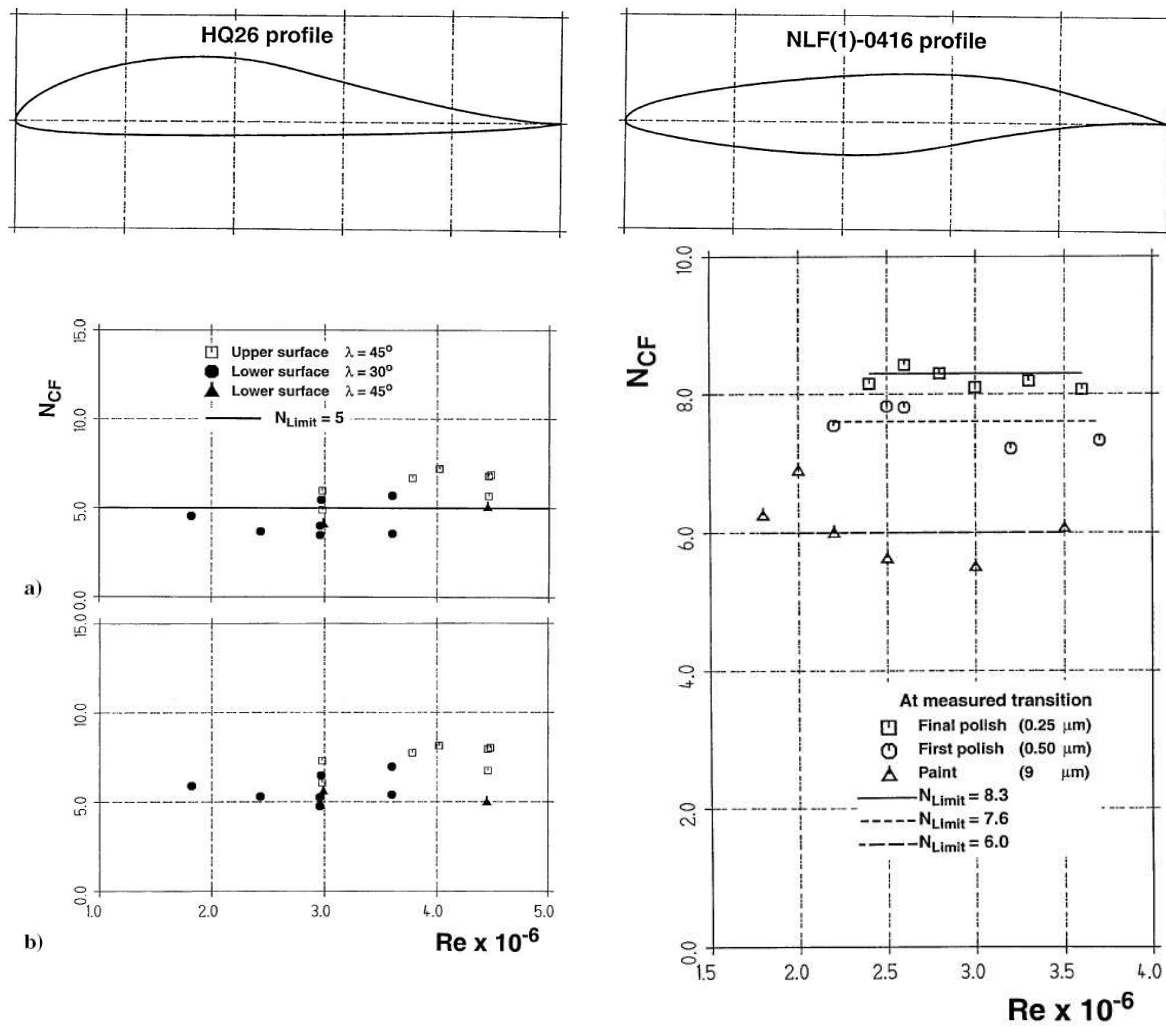 HQ26 profile
NLF(1)-0416 profile
15.0
10.0
5.0
0.0
N_CF
Upper surface λ = 45º
Lower surface λ = 30º
Lower surface λ = 45º
N_Limit = 5
a)
15.0
10.0
5.0
0.0
1.0 2.0 3.0 4.0 5.0
b)
Re x 10⁻⁶
10.0
8.0
6.0
4.0
2.0
0.0
N_CF
At measured transition
Final polish (0.25 μm)
First polish (0.50 μm)
Paint (9 μm)
N_Limit = 8.3
N_Limit = 7.6
N_Limit = 6.0
1.5 2.0 2.5 3.0 3.5 4.0
Re x 10⁻⁶